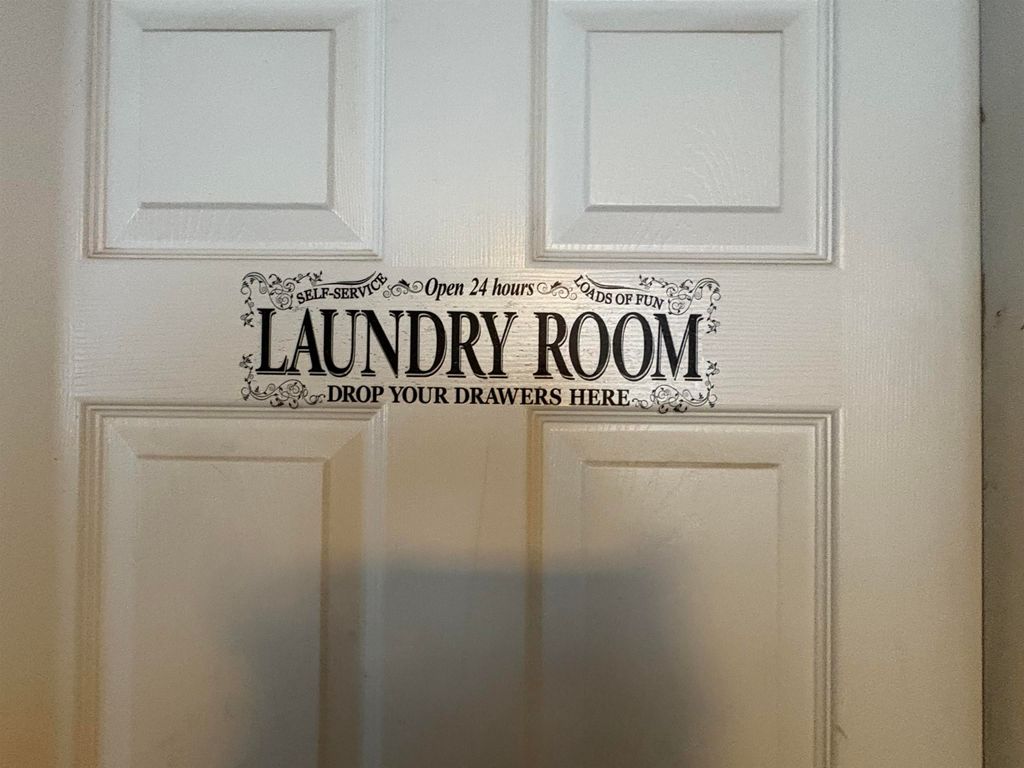 SELF-SERVICE Open 24 hours LOADS OF FUN
LAUNDRY ROOM
DROP YOUR DRAWERS HERE